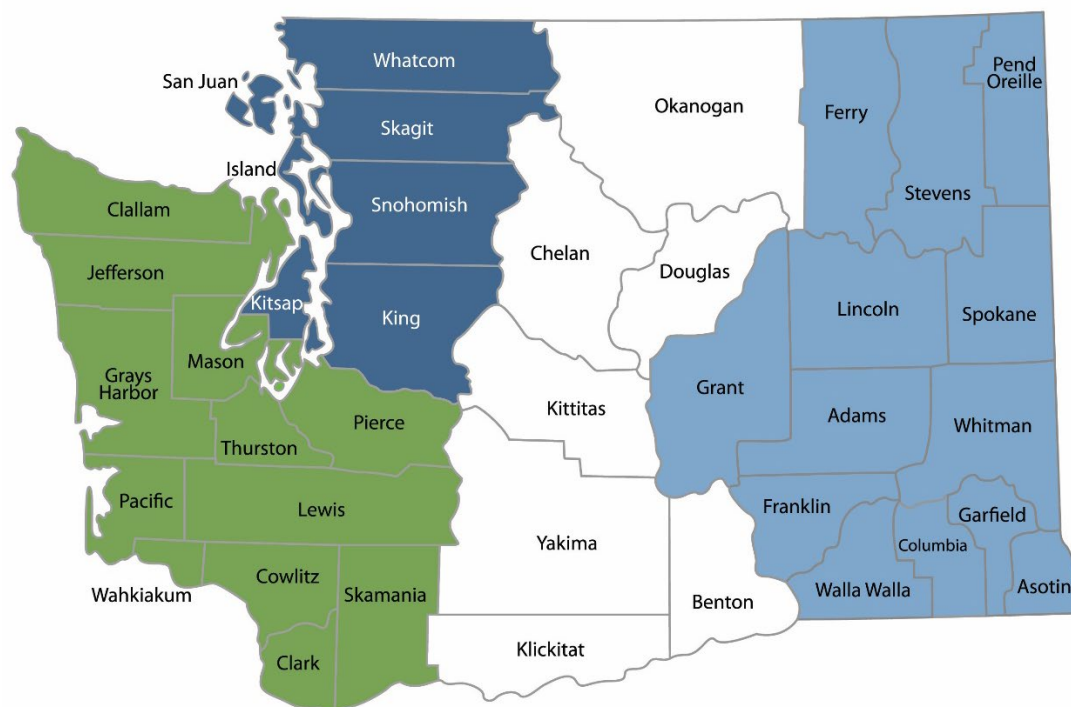 Whatcom
San Juan
Skagit
Island
Snohomish
Clallam
Jefferson
Kitsap
King
Mason
Grays
Harbor
Thurston
Pierce
Pacific
Lewis
Wahkiakum
Cowlitz
Skamania
Clark
Okanogan
Chelan
Douglas
Kittitas
Yakima
Klickitat
Benton
Ferry
Stevens
Pend
Oreille
Lincoln
Spokane
Grant
Adams
Whitman
Franklin
Garfield
Columbia
Walla Walla
Asotin